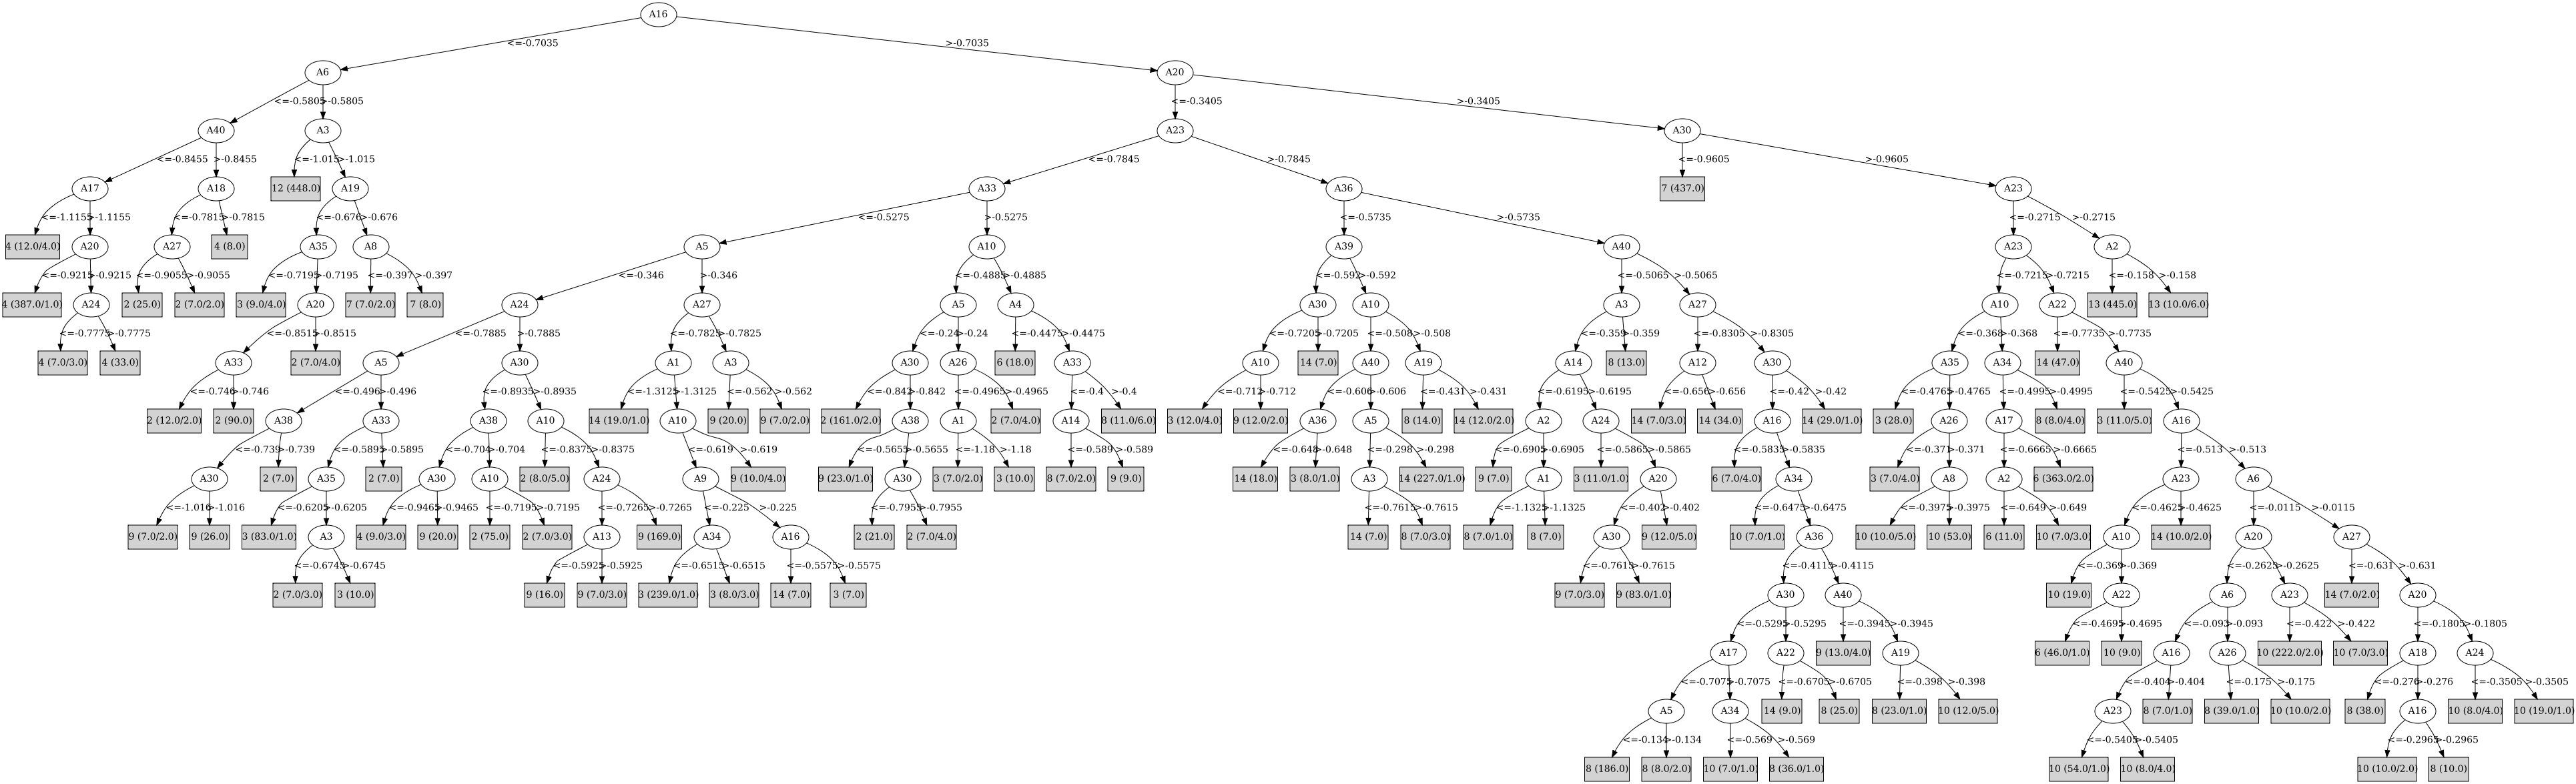 A16
<=-0.7035 >-0.7035
A6 A20
<=-0.5805 >-0.5805 <=-0.3405 >-0.3405
A40 A3 A23 A30
<=-0.8455 >-0.8455 <=-1.015 >-1.015 <=-0.7845 >-0.7845 <=-0.9605 >-0.9605
A17 A18 12 (448.0) A19 A33 A36 7 (437.0) A23
<=-1.1155 >-1.1155 <=-0.7815 >-0.7815 <=-0.676 >-0.676 <=-0.5275 >-0.5275 <=-0.5735 >-0.5735 <=-0.2715 >-0.2715
4 (12.0/4.0) A20 A27 4 (8.0) A35 A8 A5 A10 A39 A40 A23 A2
<=-0.9215 >-0.9215 <=-0.9055 >-0.9055 <=-0.7195 >-0.7195 <=-0.397 >-0.397 <=-0.346 >-0.346 <=-0.4885 >-0.4885 <=-0.592 >-0.592 <=-0.5065 >-0.5065 <=-0.7215 >-0.7215 <=-0.158 >-0.158
4 (387.0/1.0) A24 2 (25.0) 2 (7.0/2.0) 3 (9.0/4.0) A20 7 (7.0/2.0) 7 (8.0) A24 A27 A5 A4 A30 A10 A3 A27 A10 A22 13 (445.0) 13 (10.0/6.0)
<=-0.7775 >-0.7775 <=-0.8515 >-0.8515 <=-0.7885 >-0.7885 <=-0.7825 >-0.7825 <=-0.24 >-0.24 <=-0.4475 >-0.4475 <=-0.7205 >-0.7205 <=-0.508 >-0.508 <=-0.359 >-0.359 <=-0.8305 >-0.8305 <=-0.368 >-0.368 <=-0.7735 >-0.7735
4 (7.0/3.0) 4 (33.0) A33 2 (7.0/4.0) A5 A30 A1 A3 A30 A26 6 (18.0) A33 A10 14 (7.0) A40 A19 A14 8 (13.0) A12 A30 A35 A34 14 (47.0) A40
<=-0.746 >-0.746 <=-0.496 >-0.496 <=-0.8935 >-0.8935 <=-1.3125 >-1.3125 <=-0.562 >-0.562 <=-0.842 >-0.842 <=-0.4965 >-0.4965 <=-0.4 >-0.4 <=-0.712 >-0.712 <=-0.606 >-0.606 <=-0.431 >-0.431 <=-0.6195 >-0.6195 <=-0.656 >-0.656 <=-0.42 >-0.42 <=-0.4765 >-0.4765 <=-0.4995 >-0.4995 <=-0.5425 >-0.5425
2 (12.0/2.0) 2 (90.0) A38 A33 A38 A10 14 (19.0/1.0) A10 9 (20.0) 9 (7.0/2.0) 2 (161.0/2.0) A38 A1 2 (7.0/4.0) A14 8 (11.0/6.0) 3 (12.0/4.0) 9 (12.0/2.0) A36 A5 8 (14.0) 14 (12.0/2.0) A2 A24 14 (7.0/3.0) 14 (34.0) A16 14 (29.0/1.0) 3 (28.0) A26 A17 8 (8.0/4.0) 3 (11.0/5.0) A16
<=-0.739 >-0.739 <=-0.5895 >-0.5895 <=-0.704 >-0.704 <=-0.8375 >-0.8375 <=-0.619 >-0.619 <=-0.5655 >-0.5655 <=-1.18 >-1.18 <=-0.589 >-0.589 <=-0.648 >-0.648 <=-0.298 >-0.298 <=-0.6905 >-0.6905 <=-0.5865 >-0.5865 <=-0.5835 >-0.5835 <=-0.371 >-0.371 <=-0.6665 >-0.6665 <=-0.513 >-0.513
A30 2 (7.0) A35 2 (7.0) A30 A10 2 (8.0/5.0) A24 A9 9 (10.0/4.0) 9 (23.0/1.0) A30 3 (7.0/2.0) 3 (10.0) 8 (7.0/2.0) 9 (9.0) 14 (18.0) 3 (8.0/1.0) A3 14 (227.0/1.0) 9 (7.0) A1 3 (11.0/1.0) A20 6 (7.0/4.0) A34 3 (7.0/4.0) A8 A2 6 (363.0/2.0) A23 A6
<=-1.016 >-1.016 <=-0.6205 >-0.6205 <=-0.9465 >-0.9465 <=-0.7195 >-0.7195 <=-0.7265 >-0.7265 <=-0.225 >-0.225 <=-0.7955 >-0.7955 <=-0.7615 >-0.7615 <=-1.1325 >-1.1325 <=-0.402 >-0.402 <=-0.6475 >-0.6475 <=-0.3975 >-0.3975 <=-0.649 >-0.649 <=-0.4625 >-0.4625 <=-0.0115 >-0.0115
9 (7.0/2.0) 9 (26.0) 3 (83.0/1.0) A3 4 (9.0/3.0) 9 (20.0) 2 (75.0) 2 (7.0/3.0) A13 9 (169.0) A34 A16 2 (21.0) 2 (7.0/4.0) 14 (7.0) 8 (7.0/3.0) 8 (7.0/1.0) 8 (7.0) A30 9 (12.0/5.0) 10 (7.0/1.0) A36 10 (10.0/5.0) 10 (53.0) 6 (11.0) 10 (7.0/3.0) A10 14 (10.0/2.0) A20 A27
<=-0.6745 >-0.6745 <=-0.5925 >-0.5925 <=-0.6515 >-0.6515 <=-0.5575 >-0.5575 <=-0.7615 >-0.7615 <=-0.4115 >-0.4115 <=-0.369 >-0.369 <=-0.2625 >-0.2625 <=-0.631 >-0.631
2 (7.0/3.0) 3 (10.0) 9 (16.0) 9 (7.0/3.0) 3 (239.0/1.0) 3 (8.0/3.0) 14 (7.0) 3 (7.0) 9 (7.0/3.0) 9 (83.0/1.0) A30 A40 10 (19.0) A22 A6 A23 14 (7.0/2.0) A20
<=-0.5295 >-0.5295 <=-0.3945 >-0.3945 <=-0.4695 >-0.4695 <=-0.093 >-0.093 <=-0.422 >-0.422 <=-0.1805 >-0.1805
A17 A22 9 (13.0/4.0) A19 6 (46.0/1.0) 10 (9.0) A16 A26 10 (222.0/2.0) 10 (7.0/3.0) A18 A24
<=-0.7075 >-0.7075 <=-0.6705 >-0.6705 <=-0.398 >-0.398 <=-0.404 >-0.404 <=-0.175 >-0.175 <=-0.276 >-0.276 <=-0.3505 >-0.3505
A5 A34 14 (9.0) 8 (25.0) 8 (23.0/1.0) 10 (12.0/5.0) A23 8 (7.0/1.0) 8 (39.0/1.0) 10 (10.0/2.0) 8 (38.0) A16 10 (8.0/4.0) 10 (19.0/1.0)
<=-0.134 >-0.134 <=-0.569 >-0.569 <=-0.5405 >-0.5405 <=-0.2965 >-0.2965
8 (186.0) 8 (8.0/2.0) 10 (7.0/1.0) 8 (36.0/1.0) 10 (54.0/1.0) 10 (8.0/4.0) 10 (10.0/2.0) 8 (10.0)